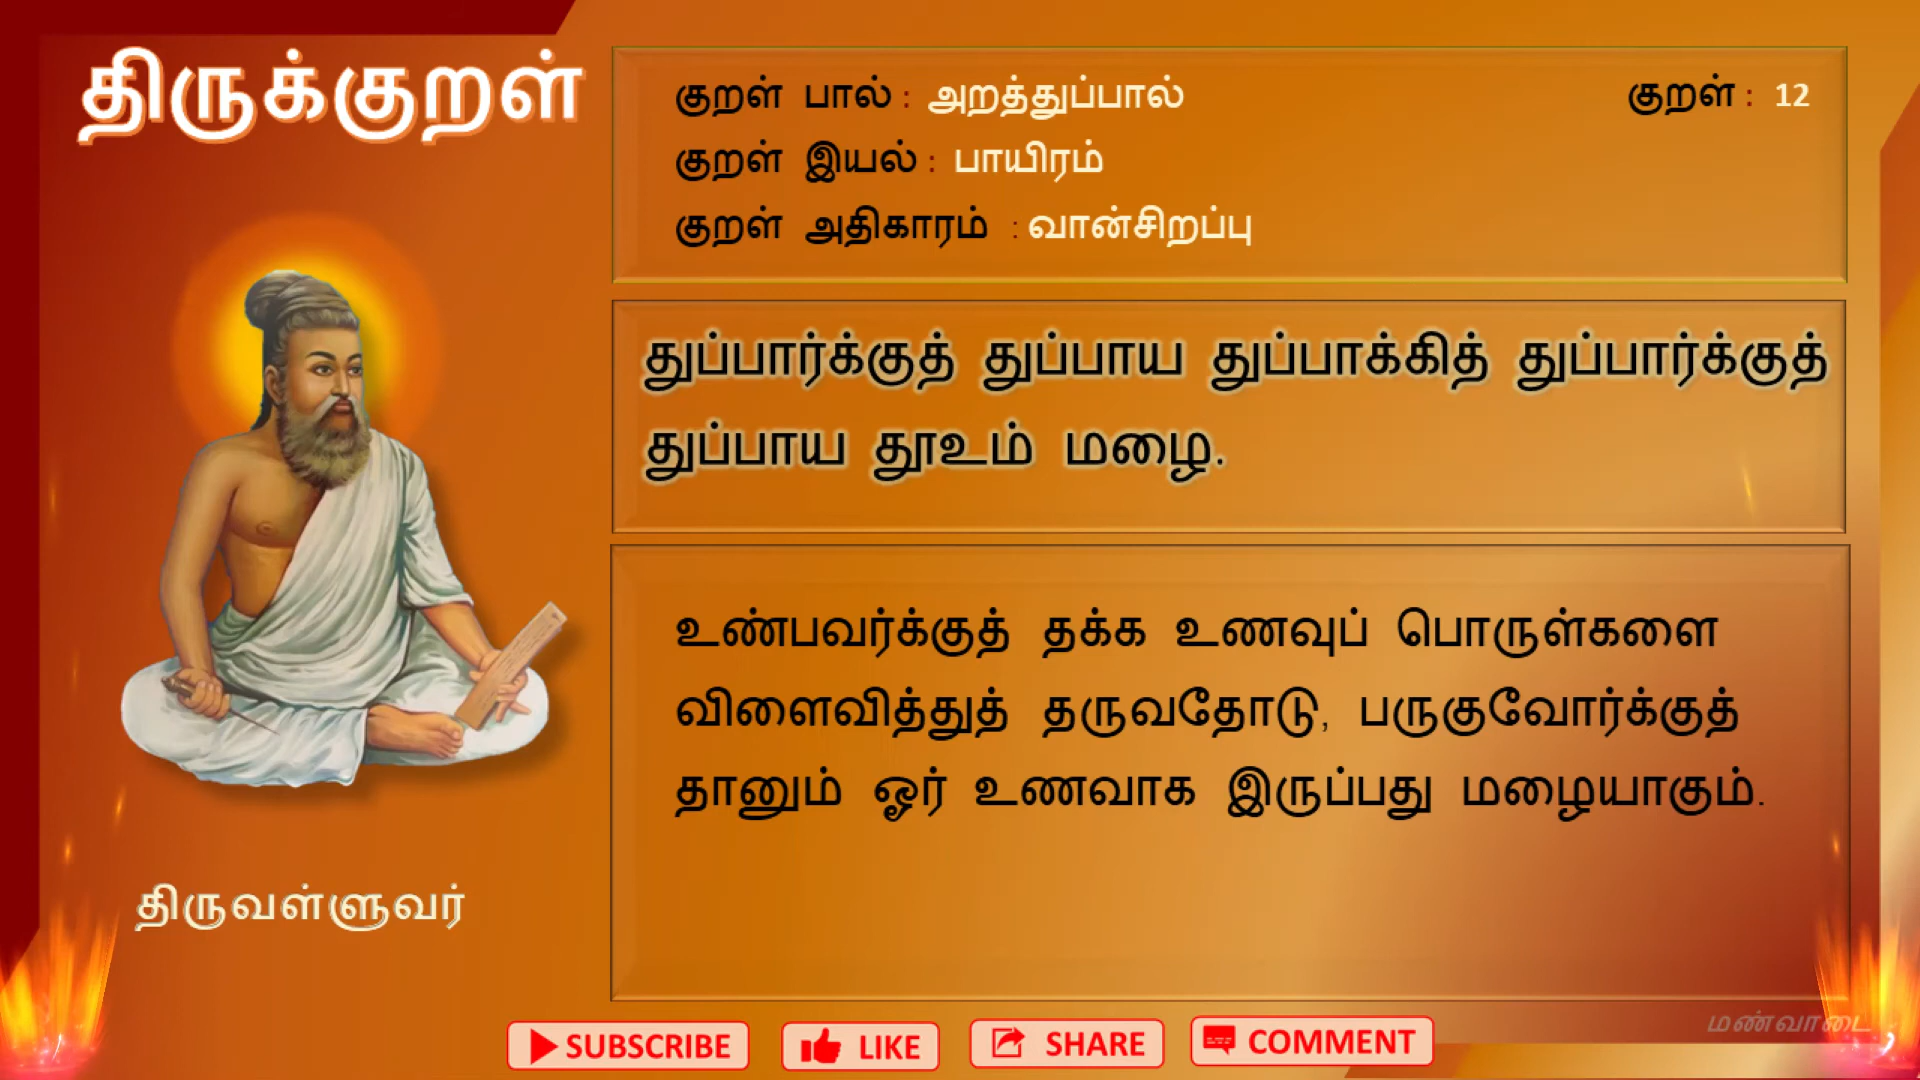 திருக்குறள்
குறள் பால் : அறத்துப்பால்
குறள் : 12
குறள் இயல் : பாயிரம்
குறள் அதிகாரம் : வான்சிறப்பு
துப்பார்க்குத் துப்பாய துப்பாக்கித் துப்பார்க்குத்
துப்பாய தூஉம் மழை.
உண்பவர்க்குத் தக்க உணவுப் பொருள்களை
விளைவித்துத் தருவதோடு, பருகுவோர்க்குத்
தானும் ஓர் உணவாக இருப்பது மழையாகும்.
திருவள்ளுவர்
மண்வாடை
SUBSCRIBE
LIKE
SHARE
COMMENT